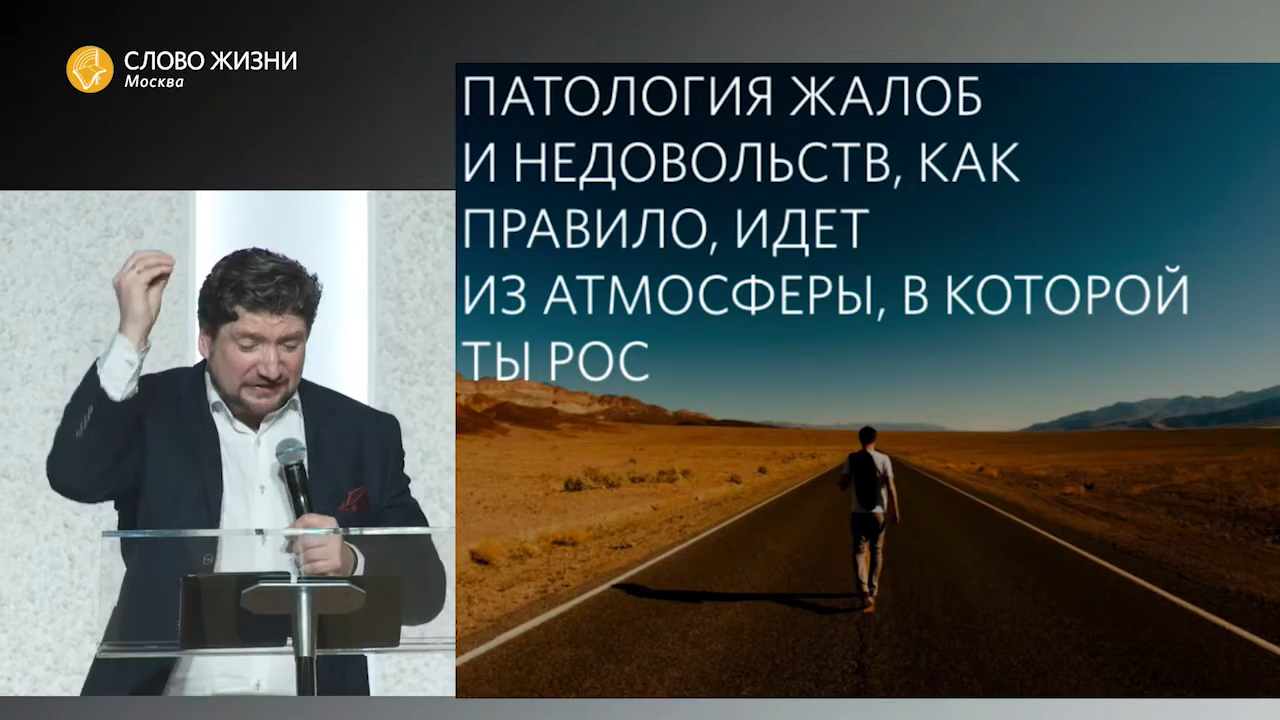 СЛОВО ЖИЗНИ
Москва
ПАТОЛОГИЯ ЖАЛОБ
И НЕДОВОЛЬСТВ, КАК
ПРАВИЛО, ИДЕТ
ИЗ АТМОСФЕРЫ, В КОТОРОЙ
ТЫ РОС